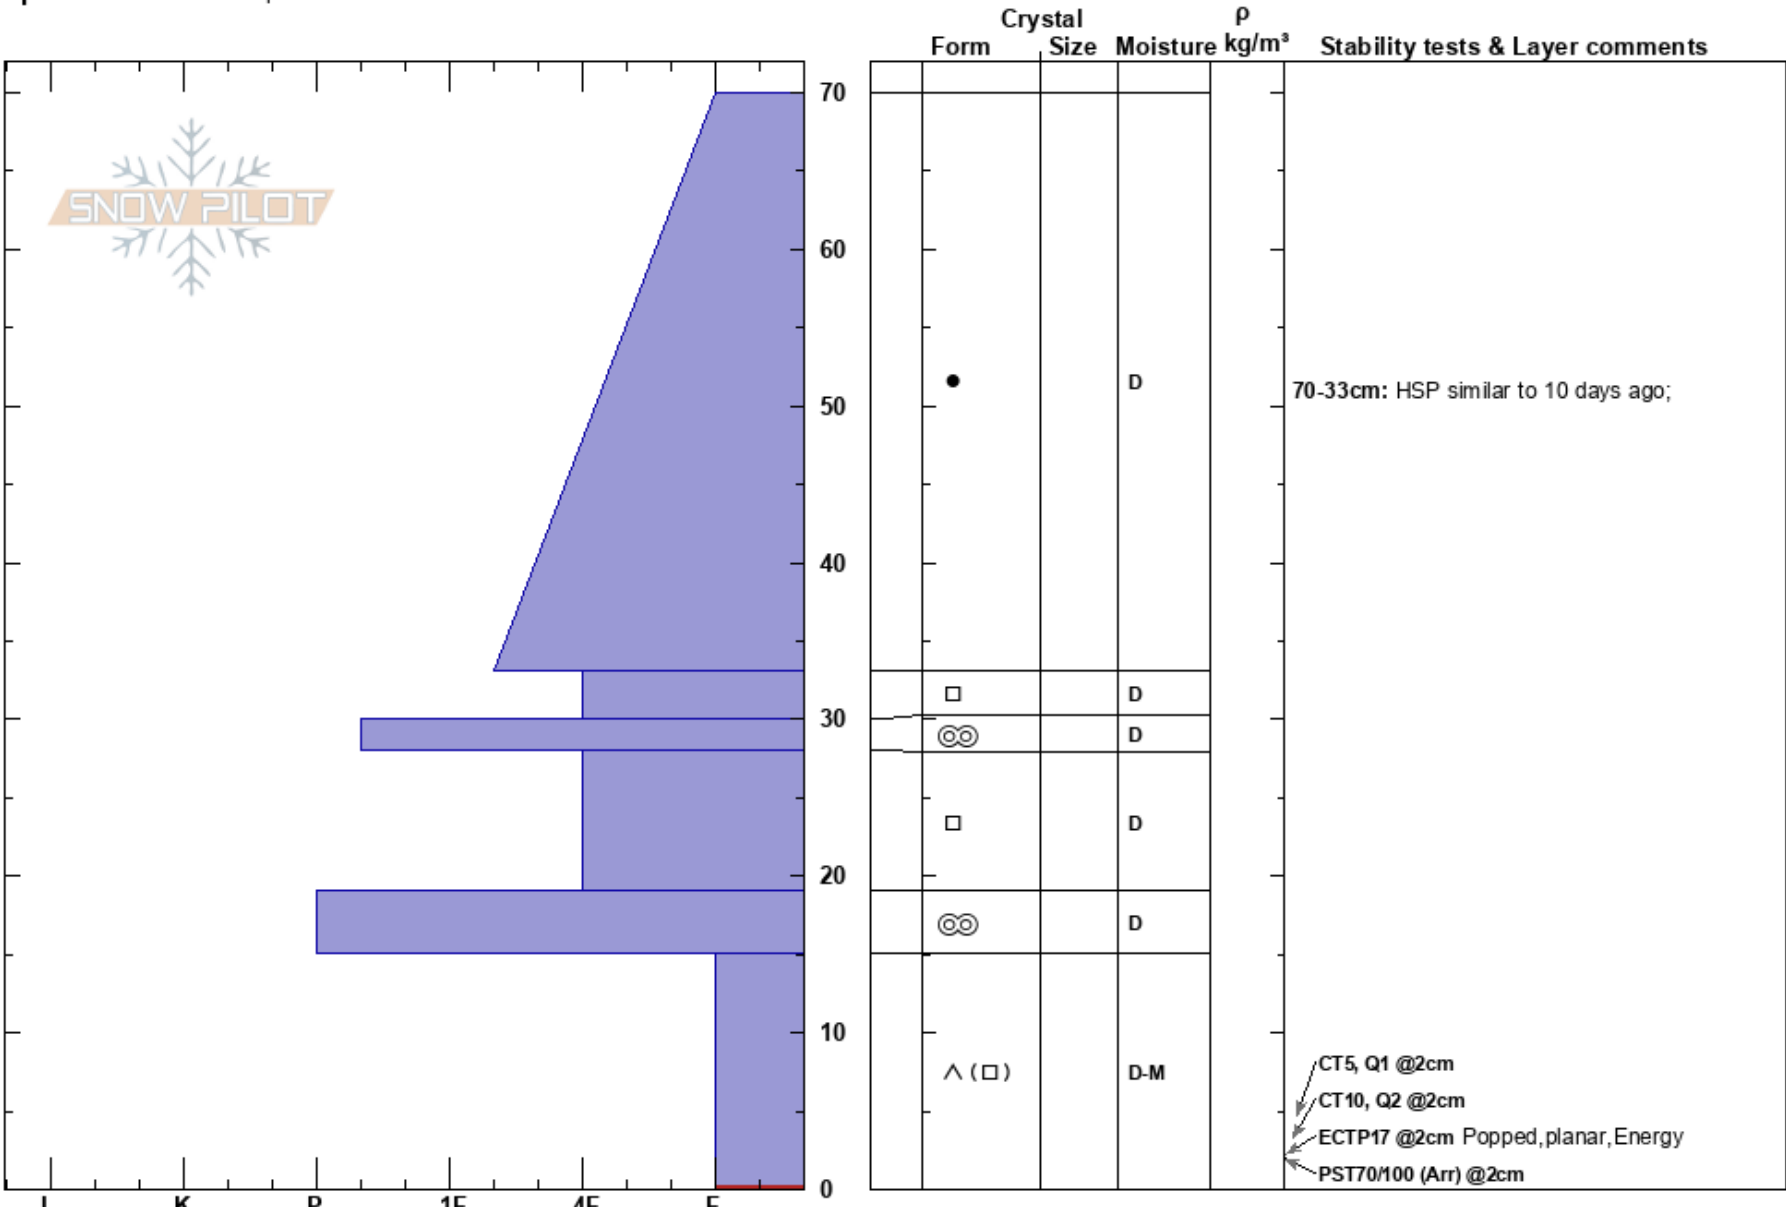 Crystal ρ
Form Size Moisture kg/m³ Stability tests & Layer comments
SNOW PILOT
70
60
50
40
30
20
10
0
D
70-33cm: HSP similar to 10 days ago;
D
D
D
D
D-M
CT5, Q1 @2cm
CT10, Q2 @2cm
ECTP17 @2cm Popped,planar,Energy
PST70/100 (Arr) @2cm
I K P 1F 4F F